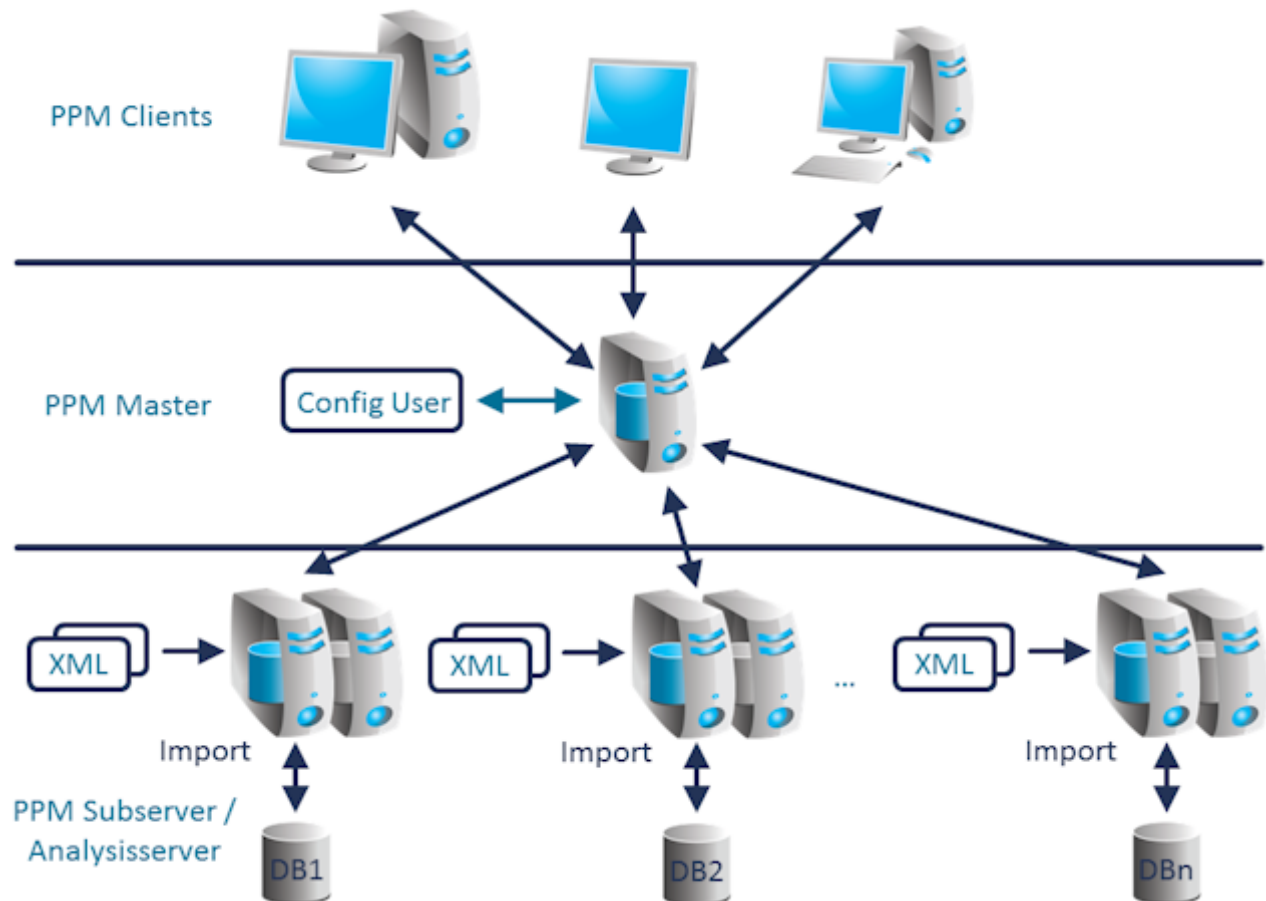 PPM Clients
PPM Master
Config User
XML
XML
...
XML
Import
Import
Import
PPM Subserver /
Analysisserver
DB1
DB2
DBn